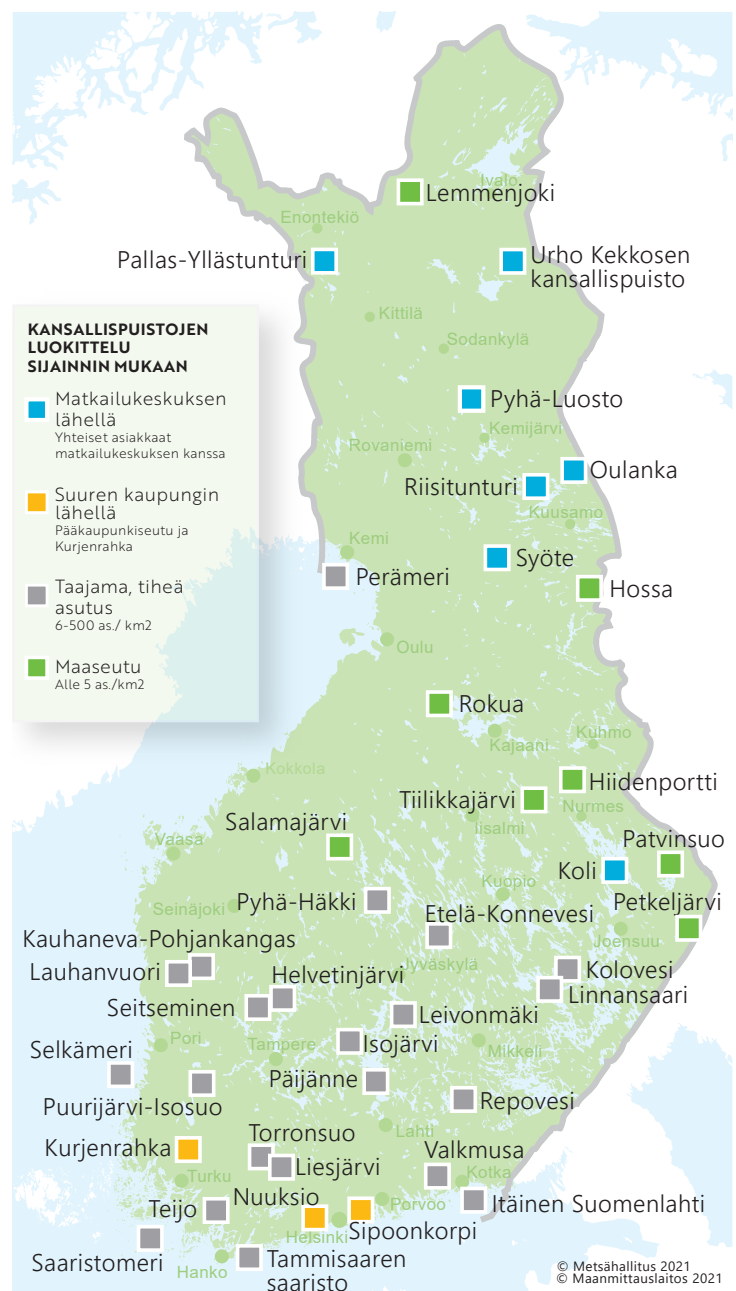 Ivalo
Lemmenjoki
Enontekiö
Pallas-Yllästunturi
Urho Kekkosen
kansallispuisto
KANSALLISPUISTOJEN
LUOKITTELU
SIJAINNIN MUKAAN
Matkailukeskuksen
lähellä
Yhteiset asiakkaat
matkailukeskuksen kanssa
Suuren kaupungin
lähellä
Pääkaupunkiseutu ja
Kurjenrahka
Taajama, tiheä
asutus
6-500 as./ km2
Maaseutu
Alle 5 as./km2
Kittilä
Sodankylä
Pyhä-Luosto
Kemijärvi
Rovaniemi
Oulanka
Riisitunturi
Kuusamo
Kemi
Syöte
Perämeri
Hossa
Oulu
Rokua
Kajaani
Kuhmo
Kokkola
Hiidenportti
Tiilikkajärvi
Nurmes
Iisalmi
Salamajärvi
Vaasa
Patvinsuo
Koli
Kuopio
Pyhä-Häkki
Seinäjoki
Petkeljärvi
Etelä-Konnevesi
Joensuu
Kauhaneva-Pohjankangas
Jyväskylä
Lauhanvuori
Helvetinjärvi
Kolovesi
Linnansaari
Seitseminen
Leivonmäki
Pori
Tampere
Isojärvi
Mikkeli
Selkämeri
Päijänne
Puurijärvi-Isosuo
Repovesi
Lahti
Kurjenrahka
Torronsuo
Liesjärvi
Valkmusa
Turku
Kotka
Nuuksio
Porvoo
Itäinen Suomenlahti
Teijo
Helsinki
Sipoonkorpi
Saaristomeri
Hanko
Tammisaaren
saaristo
© Metsähallitus 2021
© Maanmittauslaitos 2021